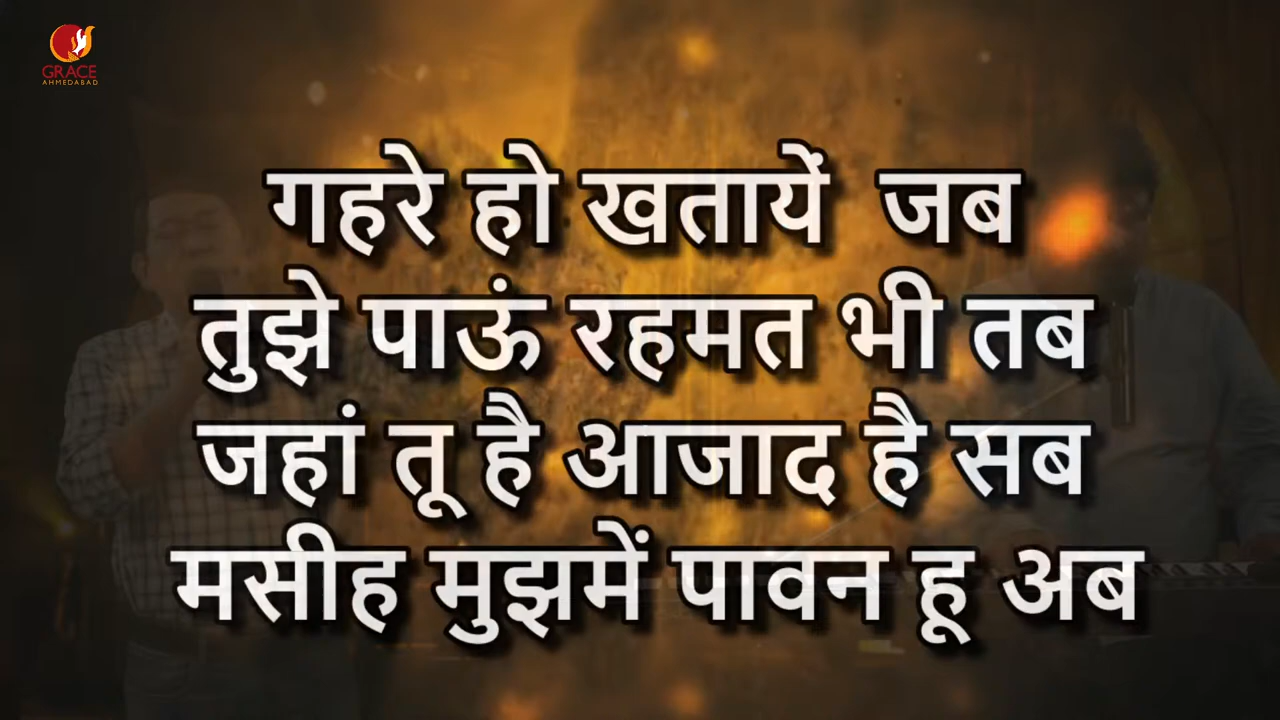 GRACE
AHMEDABAD
गहरे हो खतायें जब
तुझे पाऊं रहमत भी तब
जहां तू है आजाद है सब
मसीह मुझमें पावन हू अब